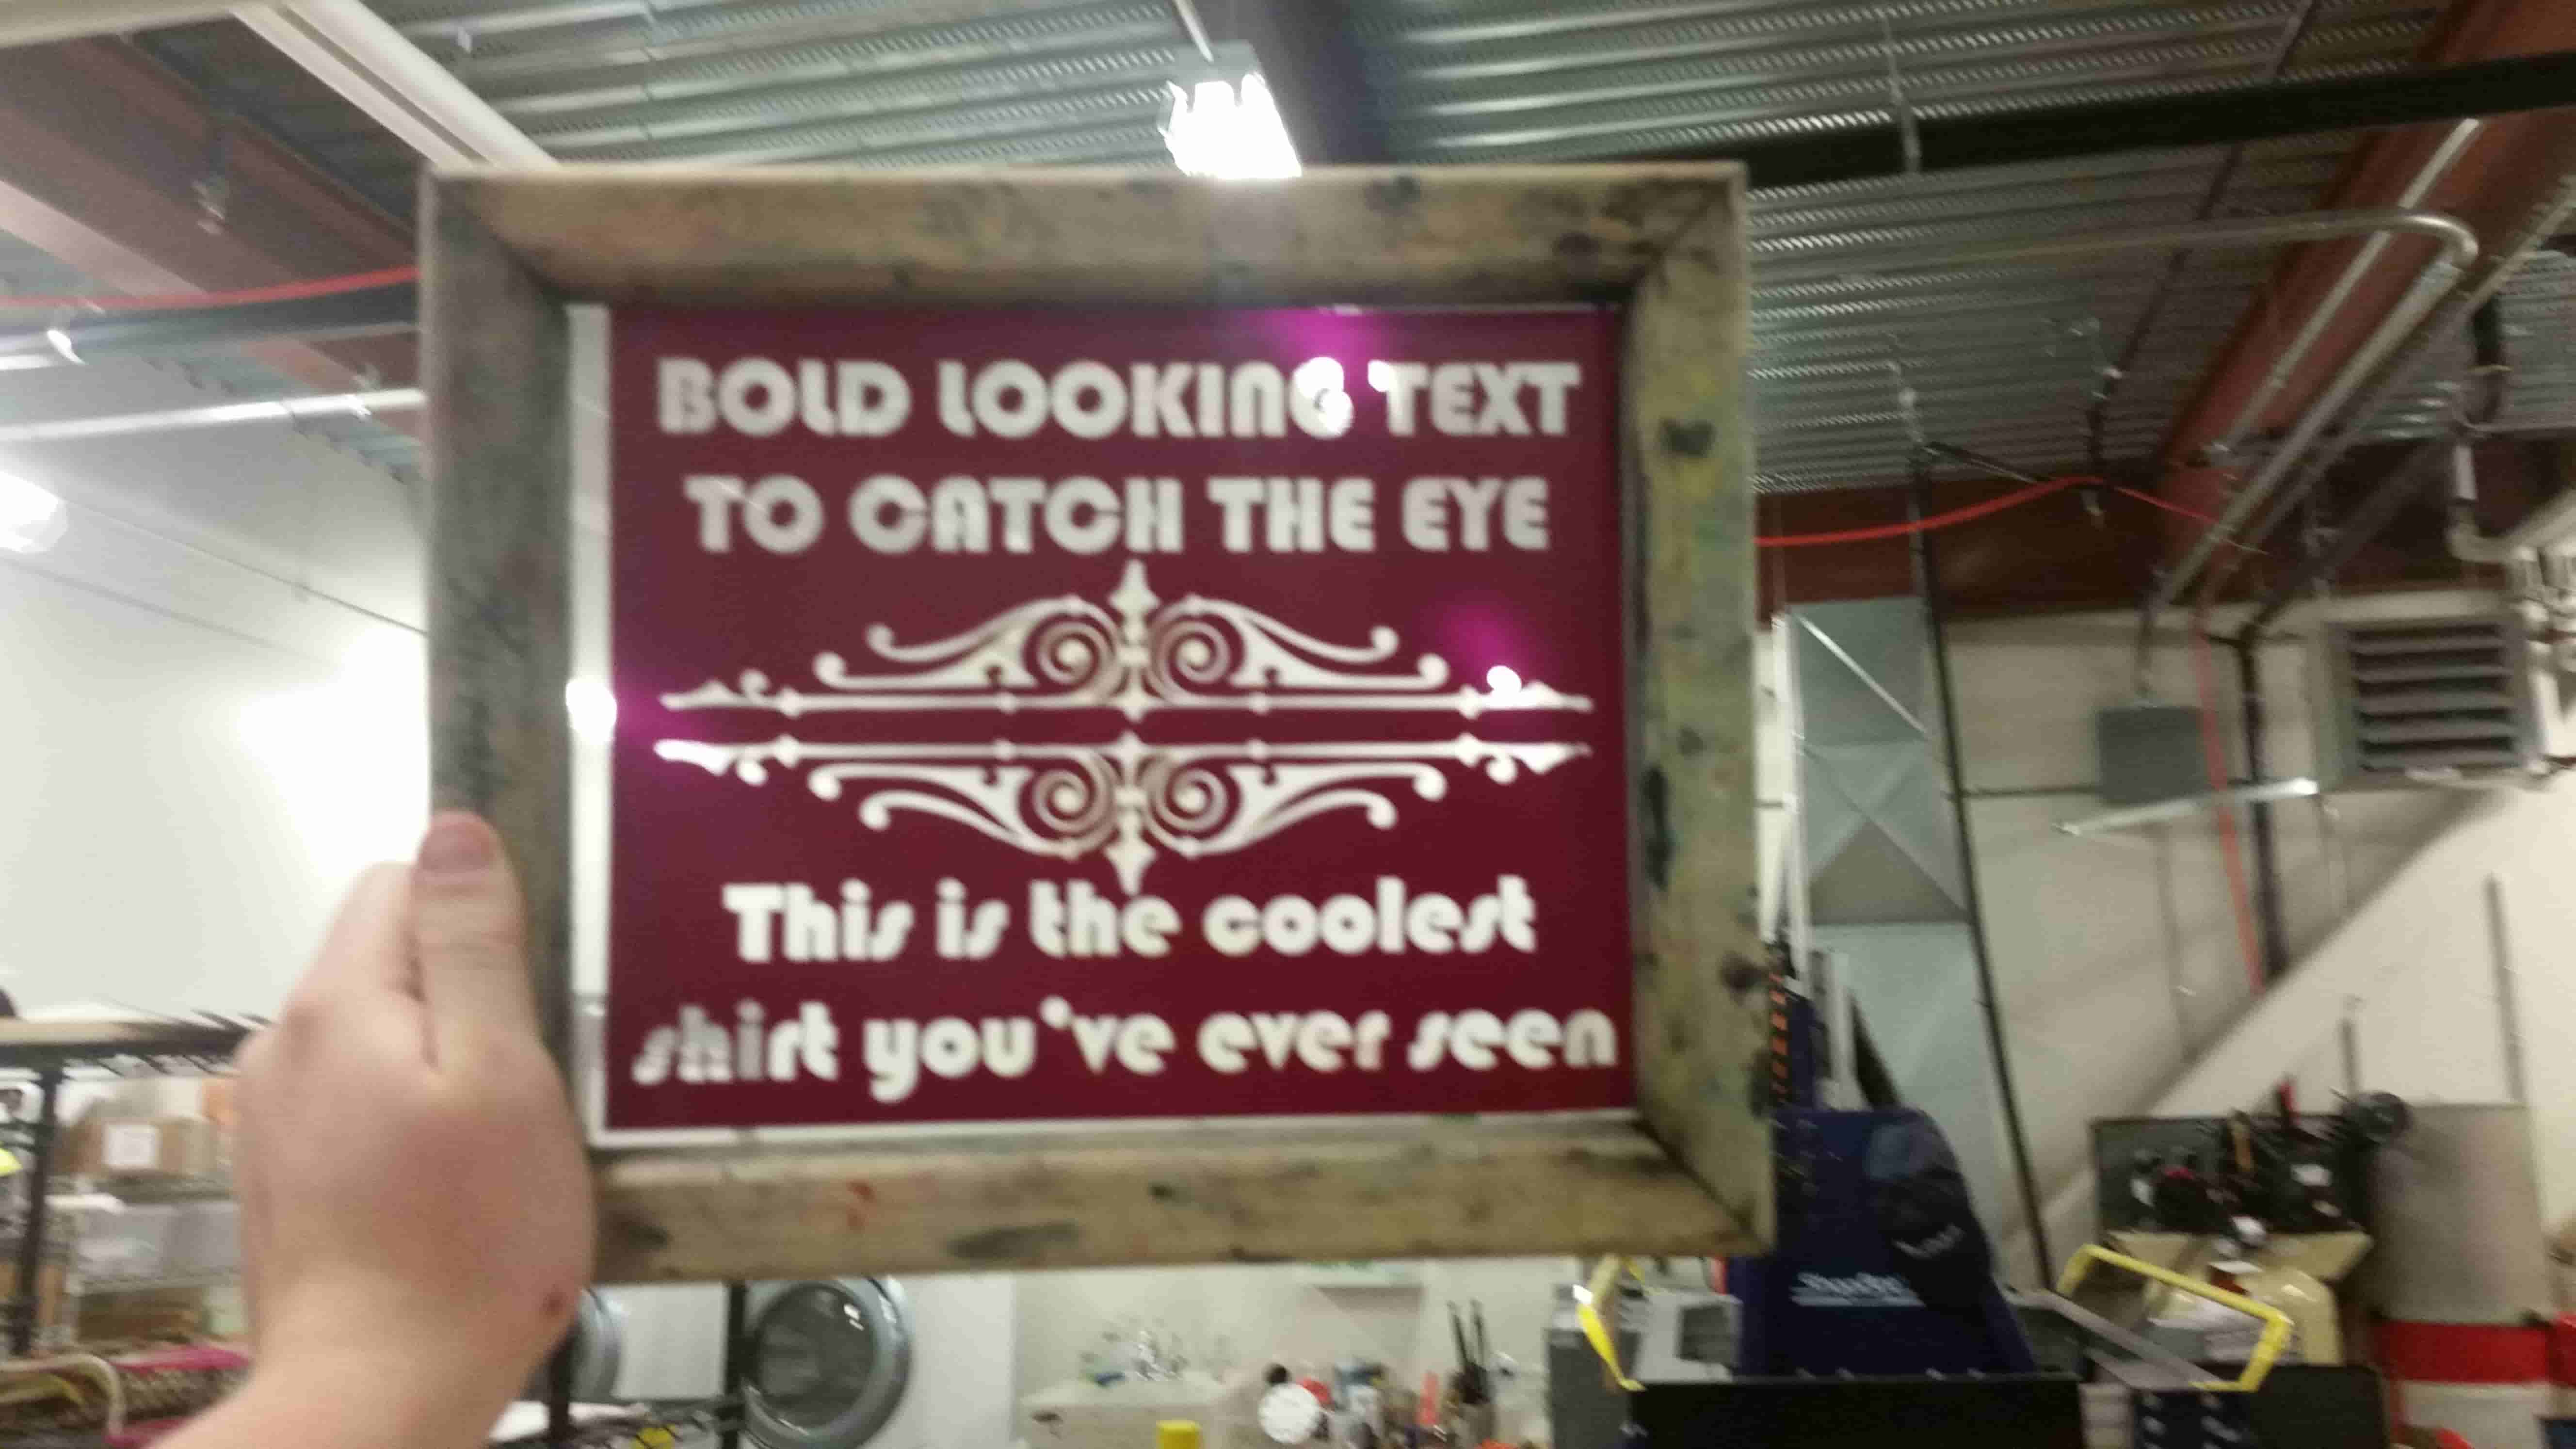 BOLD LOOKING TEXT
TO CATCH THE EYE
This is the coolest
shirt you've ever seen